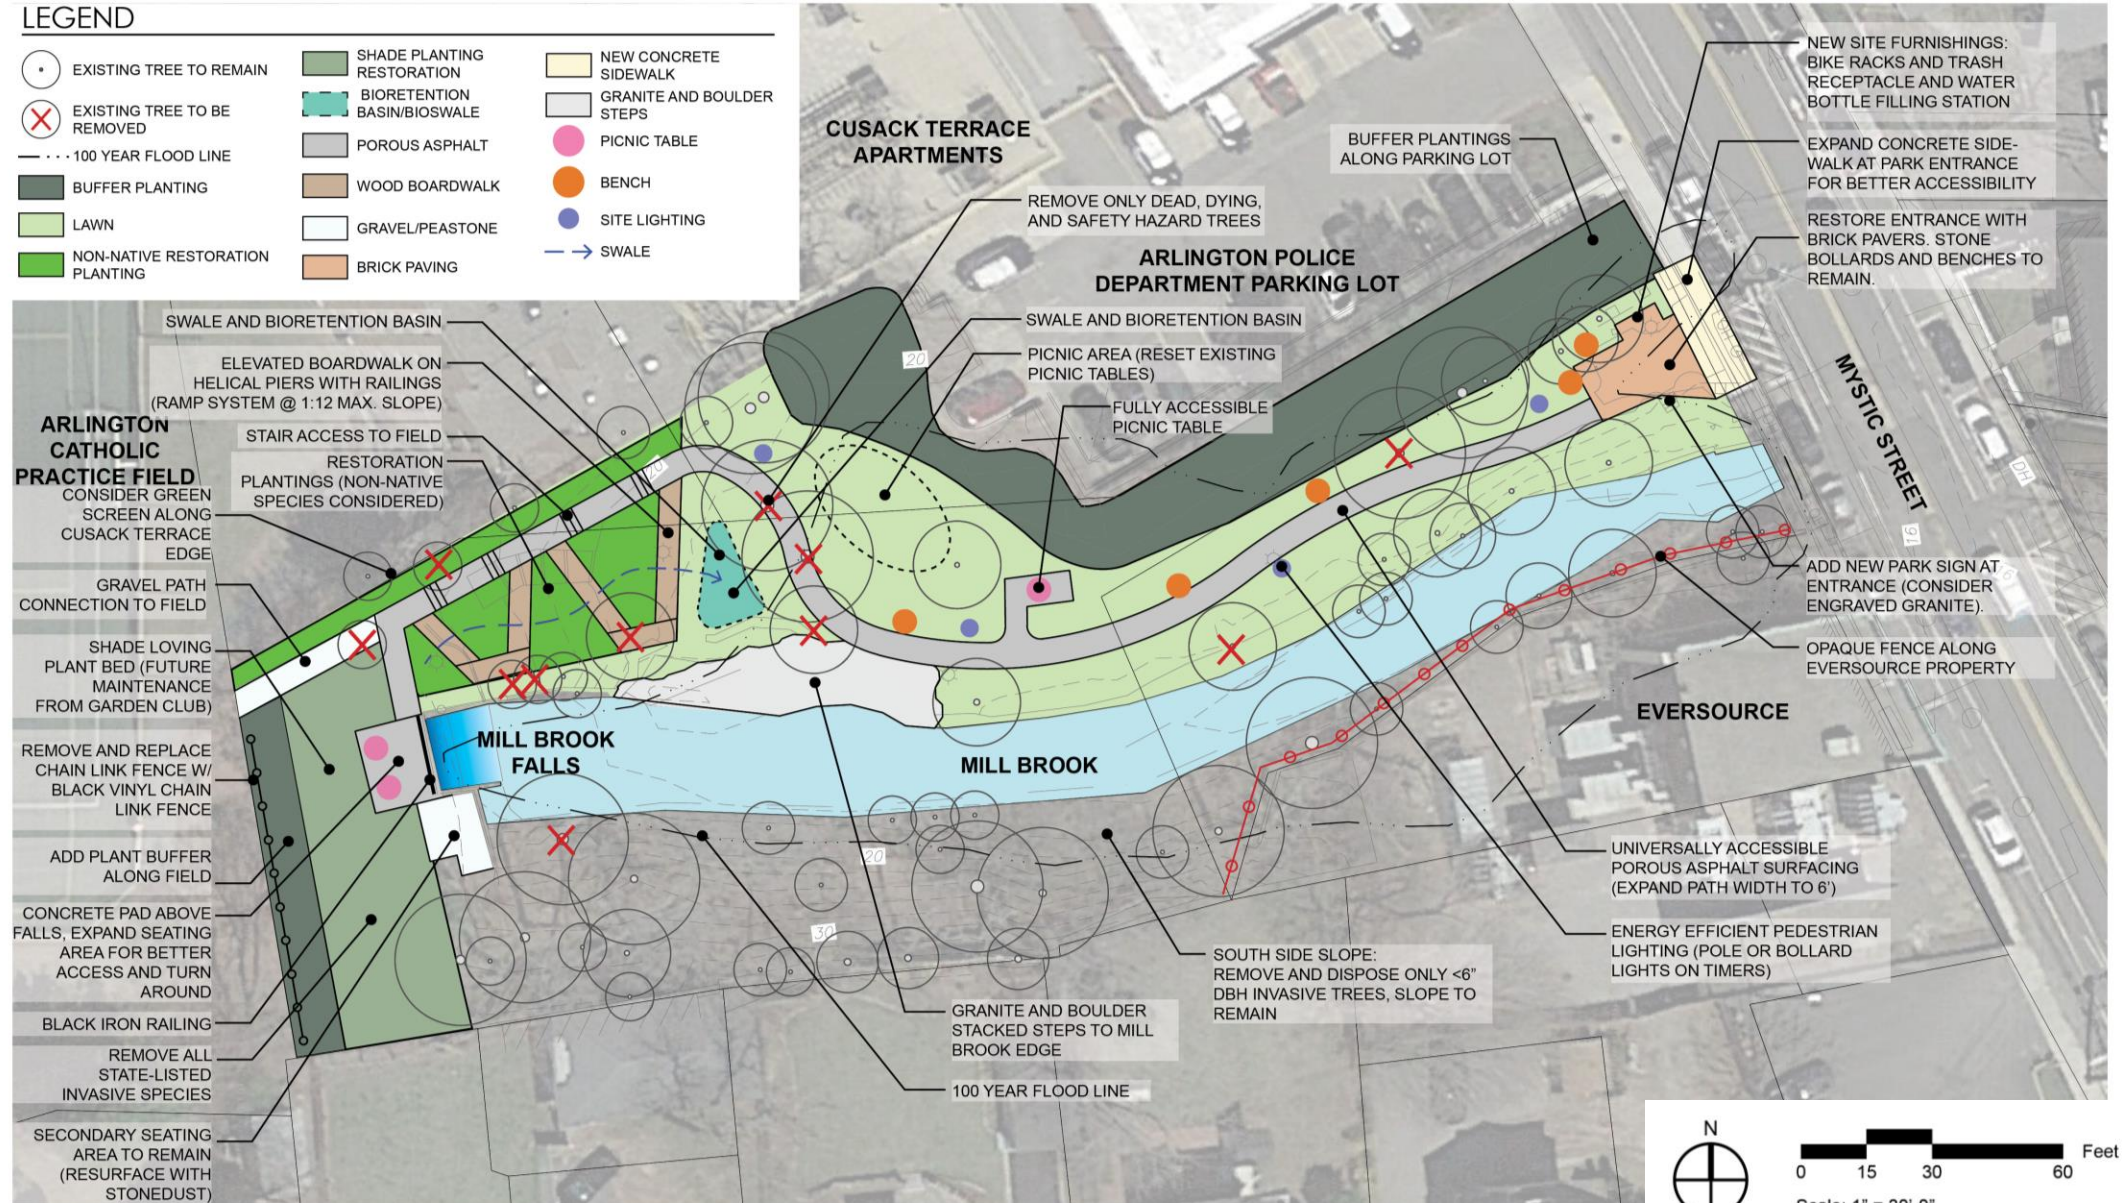 LEGEND
EXISTING TREE TO REMAIN
EXISTING TREE TO BE
REMOVED
100 YEAR FLOOD LINE
BUFFER PLANTING
LAWN
NON-NATIVE RESTORATION
PLANTING
SHADE PLANTING
RESTORATION
BIORETENTION
BASIN/BIOSWALE
POROUS ASPHALT
WOOD BOARDWALK
GRAVEL/PEASTONE
BRICK PAVING
NEW CONCRETE
SIDEWALK
GRANITE AND BOULDER
STEPS
PICNIC TABLE
BENCH
SITE LIGHTING
SWALE
CUSACK TERRACE
APARTMENTS
REMOVE ONLY DEAD, DYING,
AND SAFETY HAZARD TREES
ARLINGTON POLICE
DEPARTMENT PARKING LOT
SWALE AND BIORETENTION BASIN
PICNIC AREA (RESET EXISTING
PICNIC TABLES)
FULLY ACCESSIBLE
PICNIC TABLE
BUFFER PLANTINGS
ALONG PARKING LOT
NEW SITE FURNISHINGS:
BIKE RACKS AND TRASH
RECEPTACLE AND WATER
BOTTLE FILLING STATION
EXPAND CONCRETE SIDE-
WALK AT PARK ENTRANCE
FOR BETTER ACCESSIBILITY
RESTORE ENTRANCE WITH
BRICK PAVERS. STONE
BOLLARDS AND BENCHES TO
REMAIN.
MYSTIC STREET
DH
16
20
20
20
30
ADD NEW PARK SIGN AT
ENTRANCE (CONSIDER
ENGRAVED GRANITE).
OPAQUE FENCE ALONG
EVERSOURCE PROPERTY
EVERSOURCE
UNIVERSALLY ACCESSIBLE
POROUS ASPHALT SURFACING
(EXPAND PATH WIDTH TO 6')
ENERGY EFFICIENT PEDESTRIAN
LIGHTING (POLE OR BOLLARD
LIGHTS ON TIMERS)
SWALE AND BIORETENTION BASIN
ELEVATED BOARDWALK ON
HELICAL PIERS WITH RAILINGS
(RAMP SYSTEM @ 1:12 MAX. SLOPE)
STAIR ACCESS TO FIELD
RESTORATION
PLANTINGS (NON-NATIVE
SPECIES CONSIDERED)
ARLINGTON
CATHOLIC
PRACTICE FIELD
CONSIDER GREEN
SCREEN ALONG
CUSACK TERRACE
EDGE
GRAVEL PATH
CONNECTION TO FIELD
SHADE LOVING
PLANT BED (FUTURE
MAINTENANCE
FROM GARDEN CLUB)
REMOVE AND REPLACE
CHAIN LINK FENCE W/
BLACK VINYL CHAIN
LINK FENCE
ADD PLANT BUFFER
ALONG FIELD
CONCRETE PAD ABOVE
FALLS, EXPAND SEATING
AREA FOR BETTER
ACCESS AND TURN
AROUND
BLACK IRON RAILING
REMOVE ALL
STATE-LISTED
INVASIVE SPECIES
SECONDARY SEATING
AREA TO REMAIN
(RESURFACE WITH
STONEDUST)
MILL BROOK
FALLS
MILL BROOK
SOUTH SIDE SLOPE:
REMOVE AND DISPOSE ONLY <6"
DBH INVASIVE TREES, SLOPE TO
REMAIN
GRANITE AND BOULDER
STACKED STEPS TO MILL
BROOK EDGE
100 YEAR FLOOD LINE
N
0 15 30 60 Feet